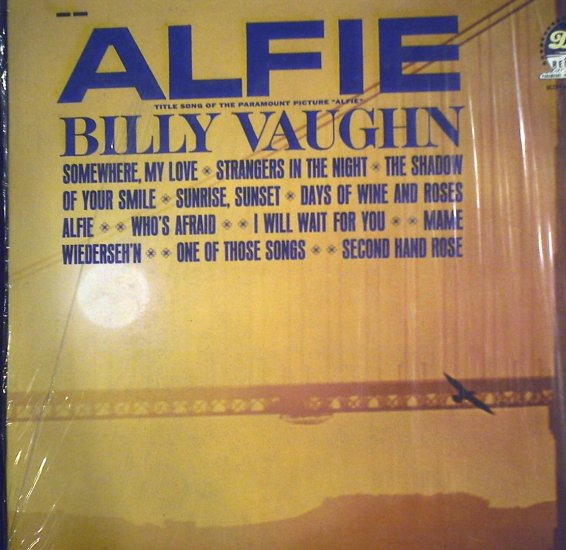 ALFIE
TITLE SONG OF THE PARAMOUNT PICTURE "ALFIE"
BILLY VAUGHN
SOMEWHERE, MY LOVE * STRANGERS IN THE NIGHT * THE SHADOW
OF YOUR SMILE * SUNRISE, SUNSET * DAYS OF WINE AND ROSES
ALFIE * * WHO'S AFRAID * * I WILL WAIT FOR YOU * * MAME
WIEDERSEH'N * * ONE OF THOSE SONGS * * SECOND HAND ROSE